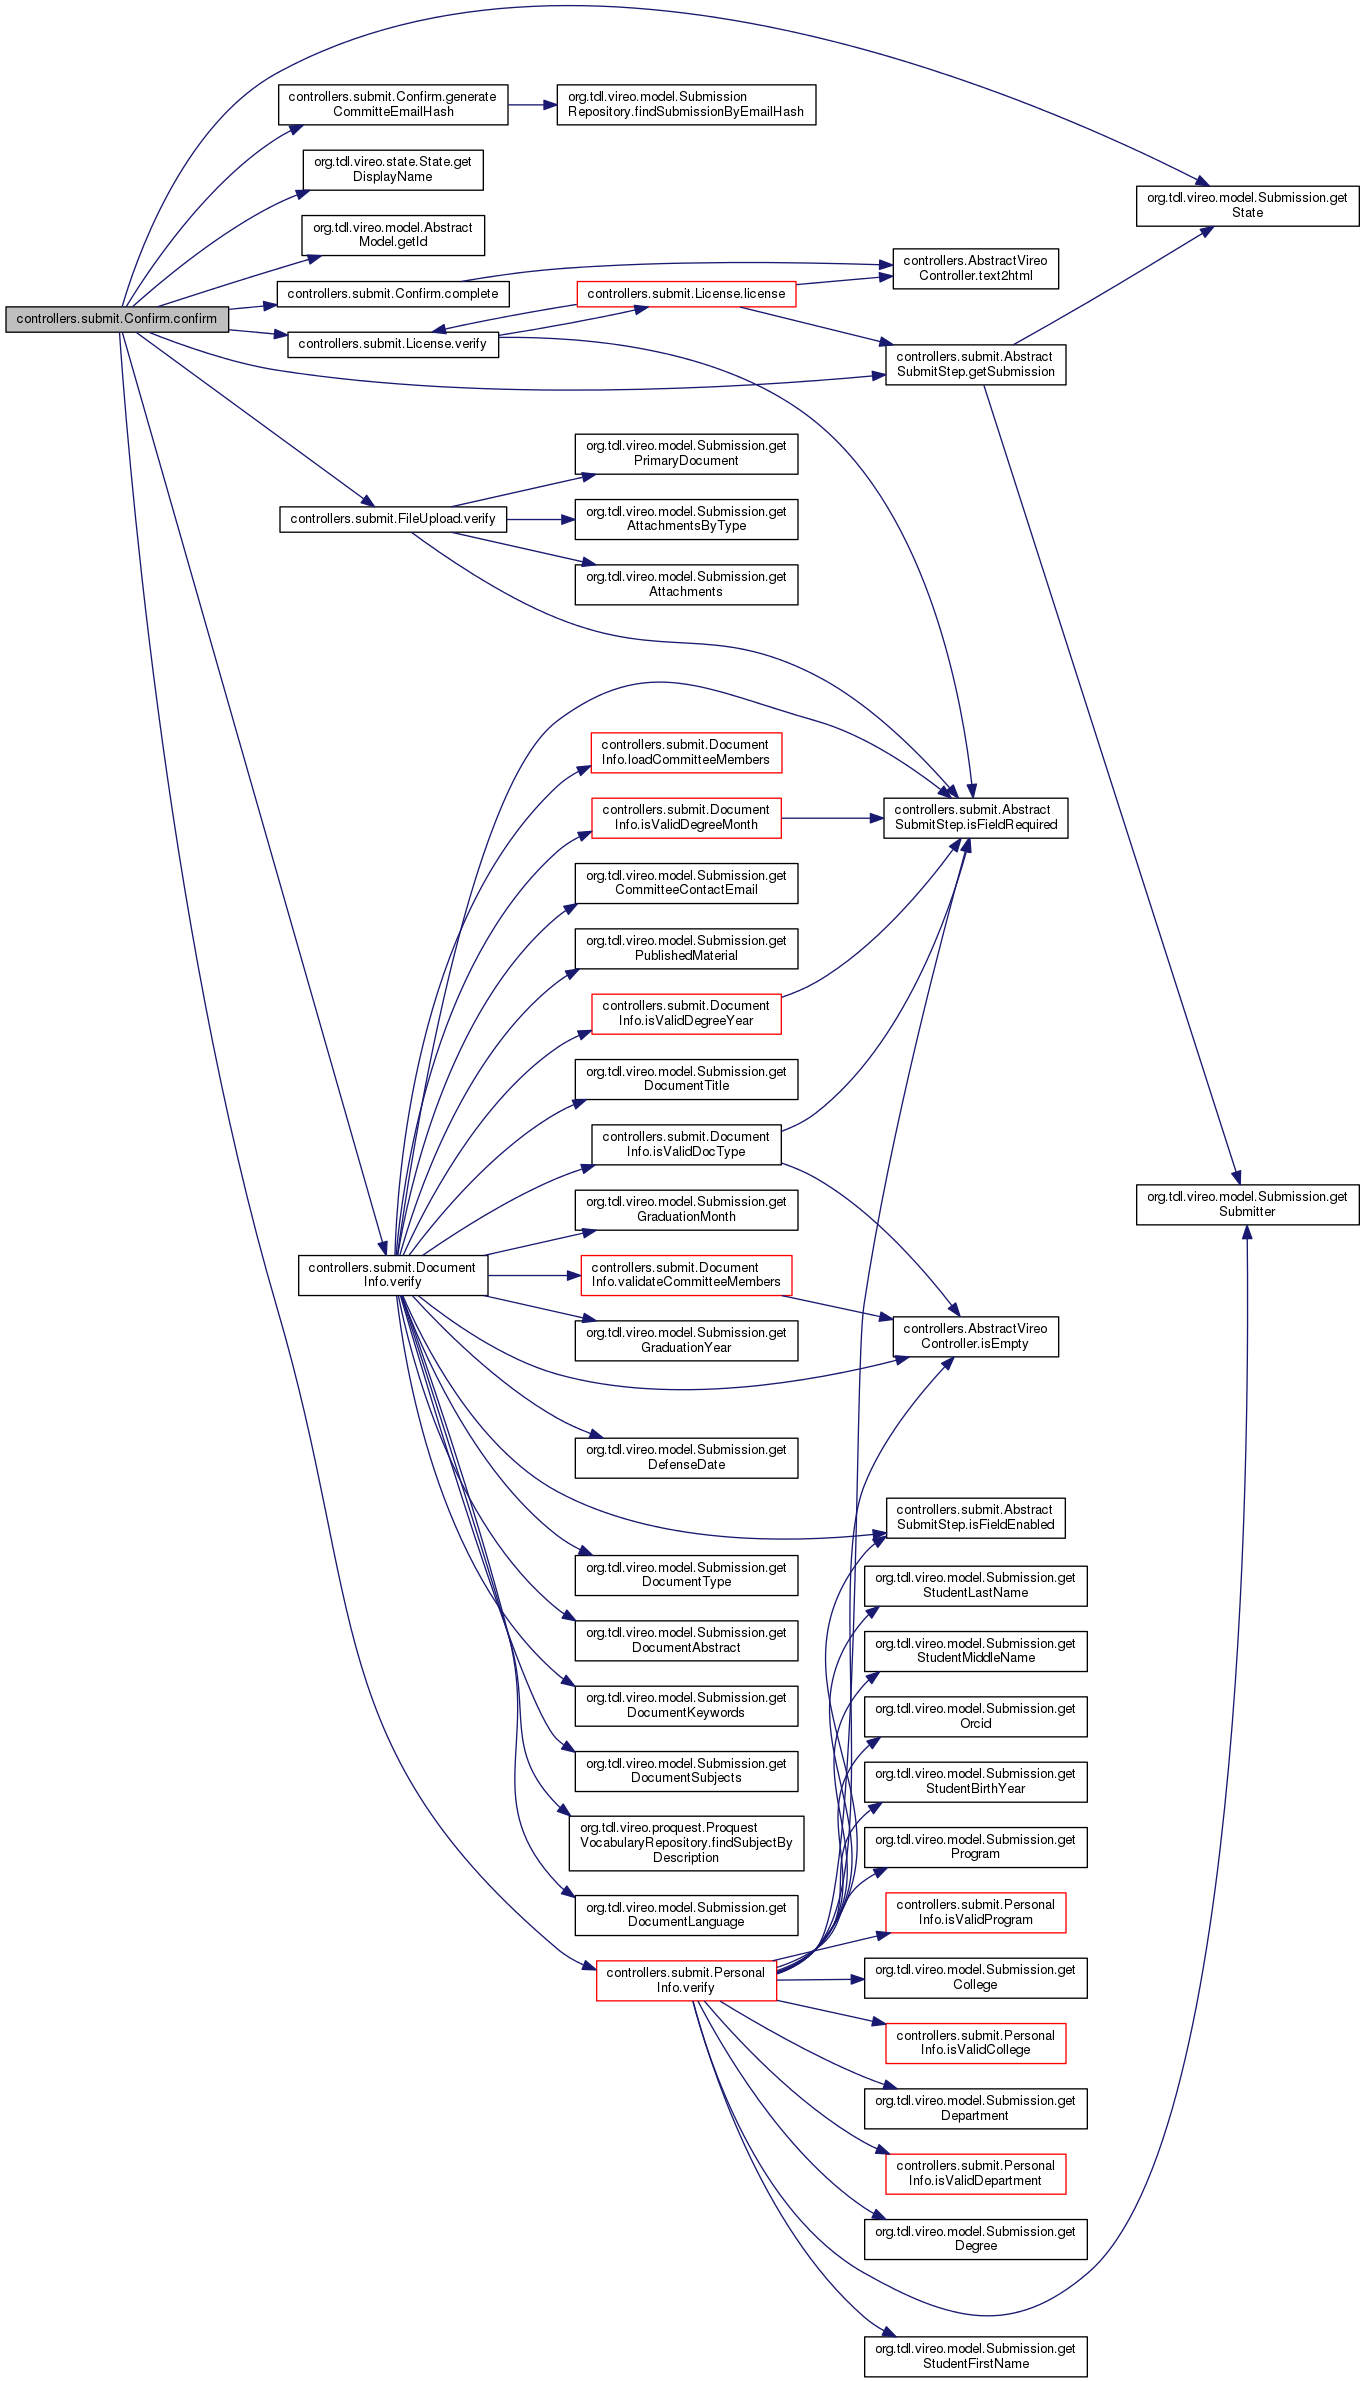 controllers.submit.Confirm.generate
CommitteEmailHash
org.tdl.vireo.model.Submission
Repository.findSubmissionByEmailHash
org.tdl.vireo.state.State.get
DisplayName
org.tdl.vireo.model.Submission.get
State
org.tdl.vireo.model.Abstract
Model.getId
controllers.AbstractVireo
Controller.text2html
controllers.submit.Confirm.complete
controllers.submit.License.license
controllers.submit.Confirm.confirm
controllers.submit.License.verify
controllers.submit.Abstract
SubmitStep.getSubmission
org.tdl.vireo.model.Submission.get
PrimaryDocument
controllers.submit.FileUpload.verify
org.tdl.vireo.model.Submission.get
AttachmentsByType
org.tdl.vireo.model.Submission.get
Attachments
controllers.submit.Document
Info.loadCommitteeMembers
controllers.submit.Document
Info.isValidDegreeMonth
controllers.submit.Abstract
SubmitStep.isFieldRequired
org.tdl.vireo.model.Submission.get
CommitteeContactEmail
org.tdl.vireo.model.Submission.get
PublishedMaterial
controllers.submit.Document
Info.isValidDegreeYear
org.tdl.vireo.model.Submission.get
DocumentTitle
controllers.submit.Document
Info.isValidDocType
org.tdl.vireo.model.Submission.get
GraduationMonth
org.tdl.vireo.model.Submission.get
Submitter
controllers.submit.Document
Info.verify
controllers.submit.Document
Info.validateCommitteeMembers
org.tdl.vireo.model.Submission.get
GraduationYear
controllers.AbstractVireo
Controller.isEmpty
org.tdl.vireo.model.Submission.get
DefenseDate
controllers.submit.Abstract
SubmitStep.isFieldEnabled
org.tdl.vireo.model.Submission.get
DocumentType
org.tdl.vireo.model.Submission.get
StudentLastName
org.tdl.vireo.model.Submission.get
DocumentAbstract
org.tdl.vireo.model.Submission.get
StudentMiddleName
org.tdl.vireo.model.Submission.get
DocumentKeywords
org.tdl.vireo.model.Submission.get
Orcid
org.tdl.vireo.model.Submission.get
DocumentSubjects
org.tdl.vireo.model.Submission.get
StudentBirthYear
org.tdl.vireo.proquest.Proquest
VocabularyRepository.findSubjectBy
Description
org.tdl.vireo.model.Submission.get
Program
org.tdl.vireo.model.Submission.get
DocumentLanguage
controllers.submit.Personal
Info.isValidProgram
controllers.submit.Personal
Info.verify
org.tdl.vireo.model.Submission.get
College
controllers.submit.Personal
Info.isValidCollege
org.tdl.vireo.model.Submission.get
Department
controllers.submit.Personal
Info.isValidDepartment
org.tdl.vireo.model.Submission.get
Degree
org.tdl.vireo.model.Submission.get
StudentFirstName